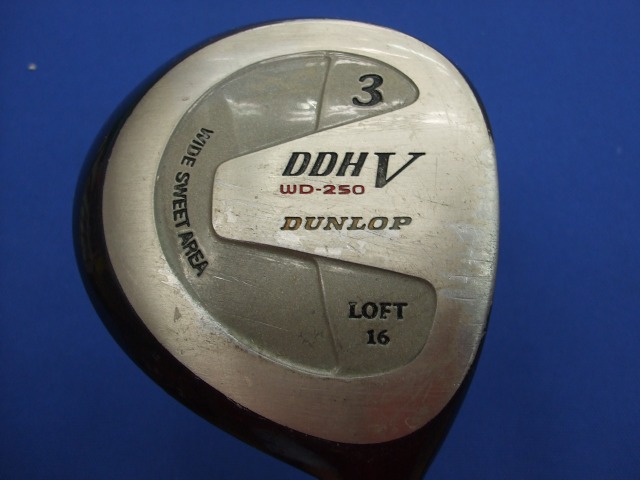 3
DDH V
WD-250
DUNLOP
WIDE SWEET AREA
LOFT
16